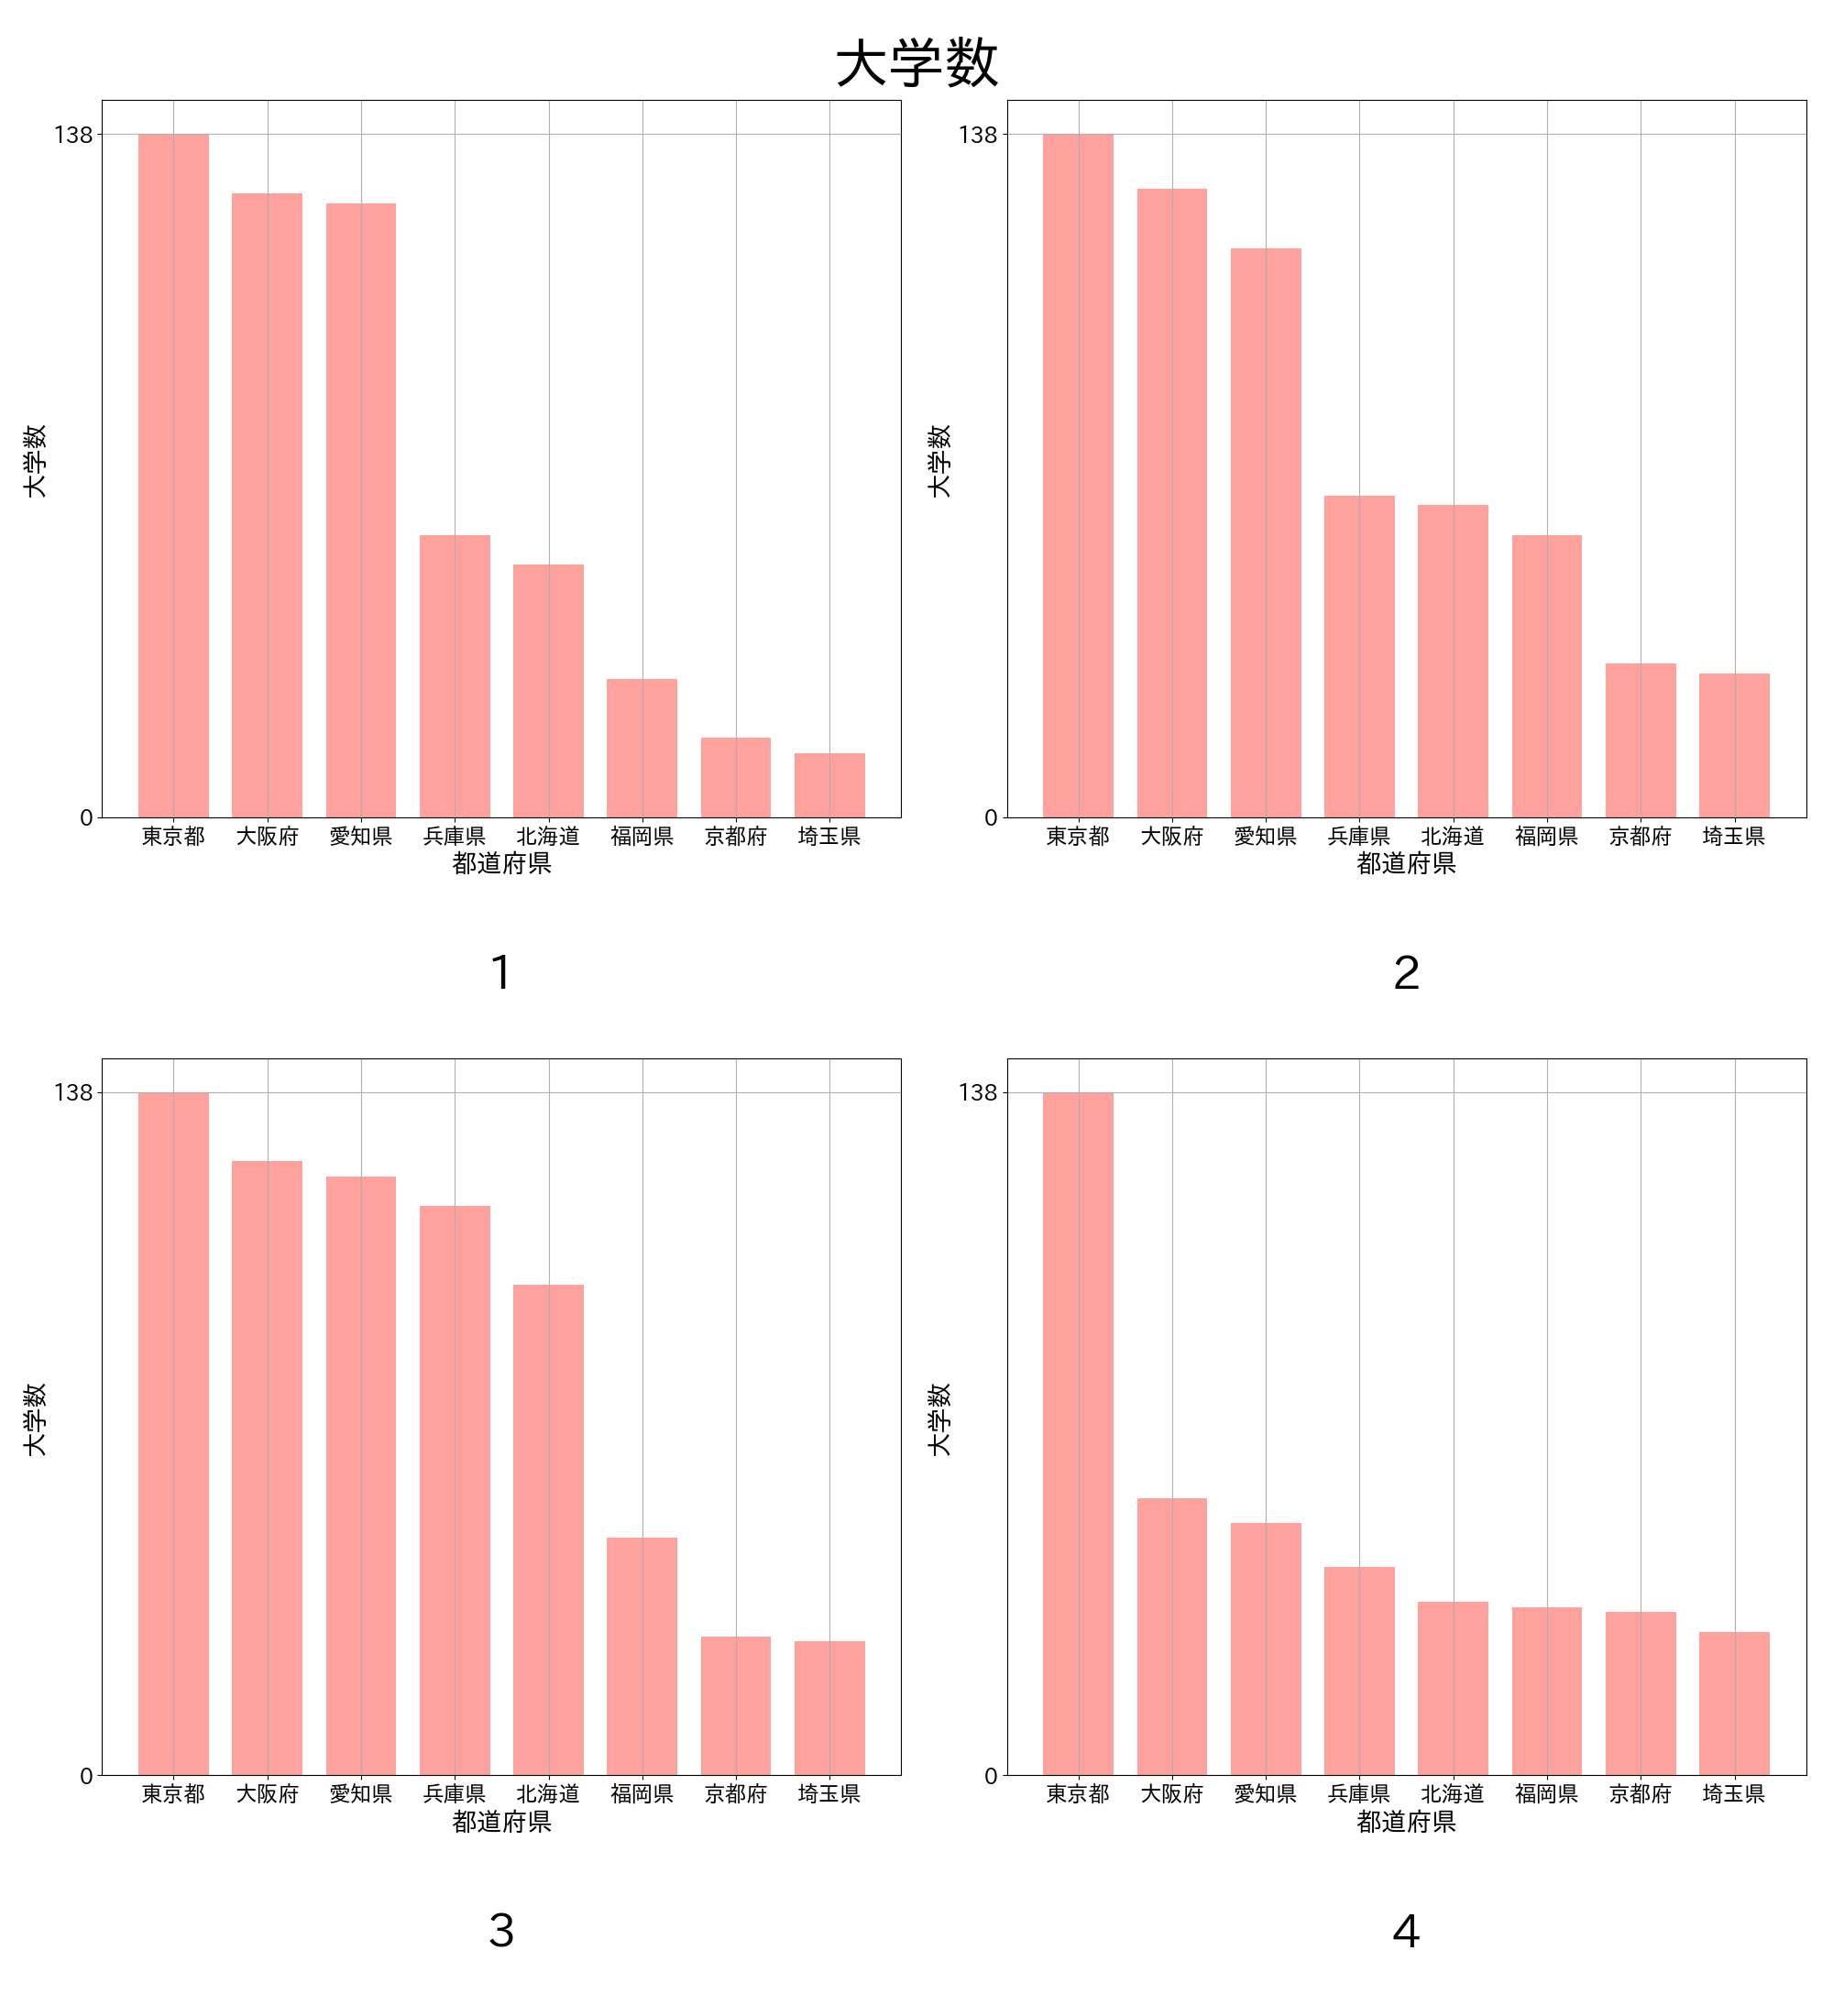 大学数
138
0
大学数
東京都 大阪府 愛知県 兵庫県 北海道 福岡県 京都府 埼玉県
都道府県
1
138
0
大学数
東京都 大阪府 愛知県 兵庫県 北海道 福岡県 京都府 埼玉県
都道府県
2
138
0
大学数
東京都 大阪府 愛知県 兵庫県 北海道 福岡県 京都府 埼玉県
都道府県
3
138
0
大学数
東京都 大阪府 愛知県 兵庫県 北海道 福岡県 京都府 埼玉県
都道府県
4